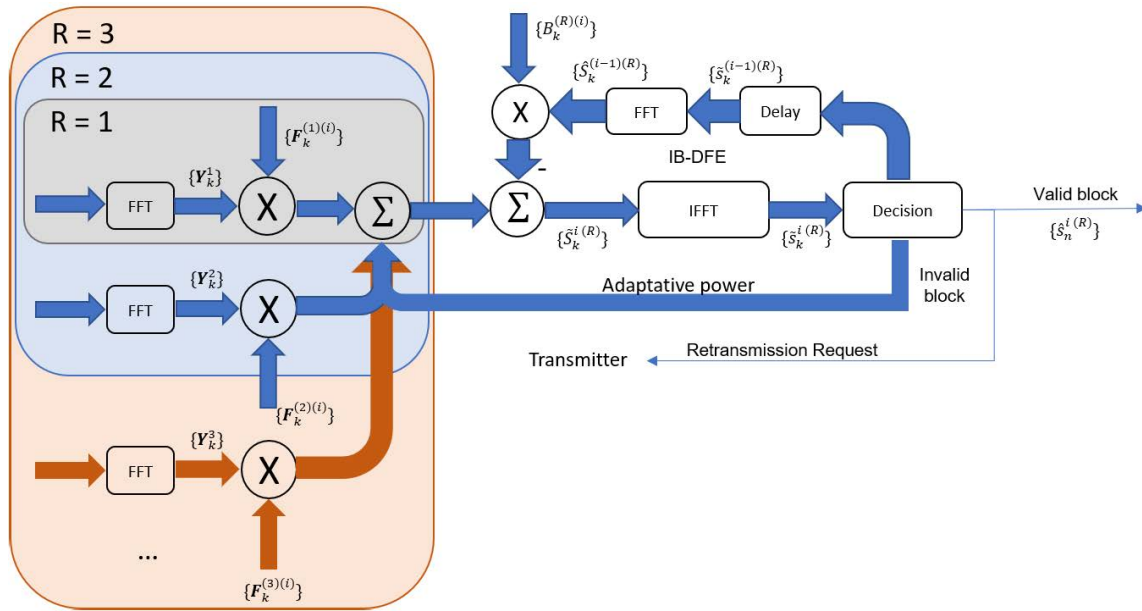 R = 3
R = 2
R = 1
{F_k^{(1)(i)}}
{Y_k^1}
FFT
X
Σ
{Y_k^2}
FFT
X
{F_k^{(2)(i)}}
{Y_k^3}
FFT
X
...
{F_k^{(3)(i)}}
{B_k^{(R)(i)}}
{Ŝ_k^{(i-1)(R)}}
{s̃_k^{(i-1)(R)}}
X
FFT
Delay
IB-DFE
-
Σ
IFFT
Decision
{S̃_k^{i (R)}}
{s̃_k^{i (R)}}
Valid block
{ŝ_n^{i (R)}}
Invalid
block
Adaptative power
Transmitter
Retransmission Request